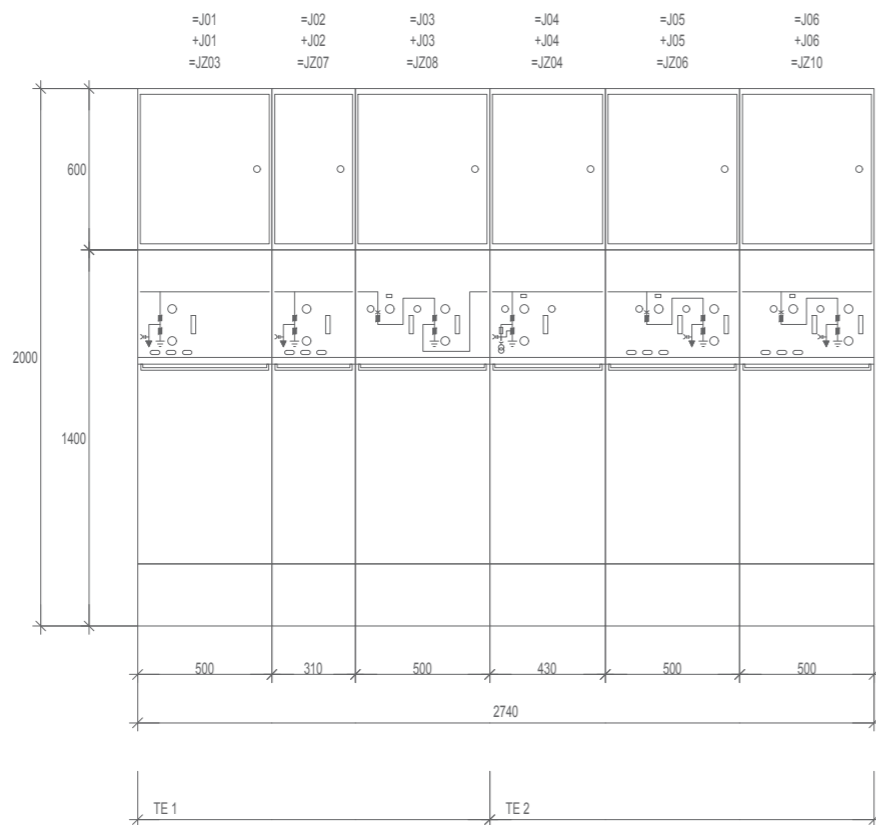 =J01 =J02 =J03 =J04 =J05 =J06
+J01 +J02 +J03 +J04 +J05 +J06
=JZ03 =JZ07 =JZ08 =JZ04 =JZ06 =JZ10
600
2000
1400
500 310 500 430 500 500
2740
TE 1 TE 2